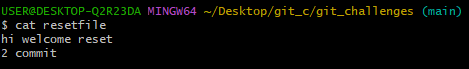 USER@DESKTOP-Q2R23DA MINGW64 ~/Desktop/git_c/git_challenges (main)
$ cat resetfile
hi welcome reset
2 commit